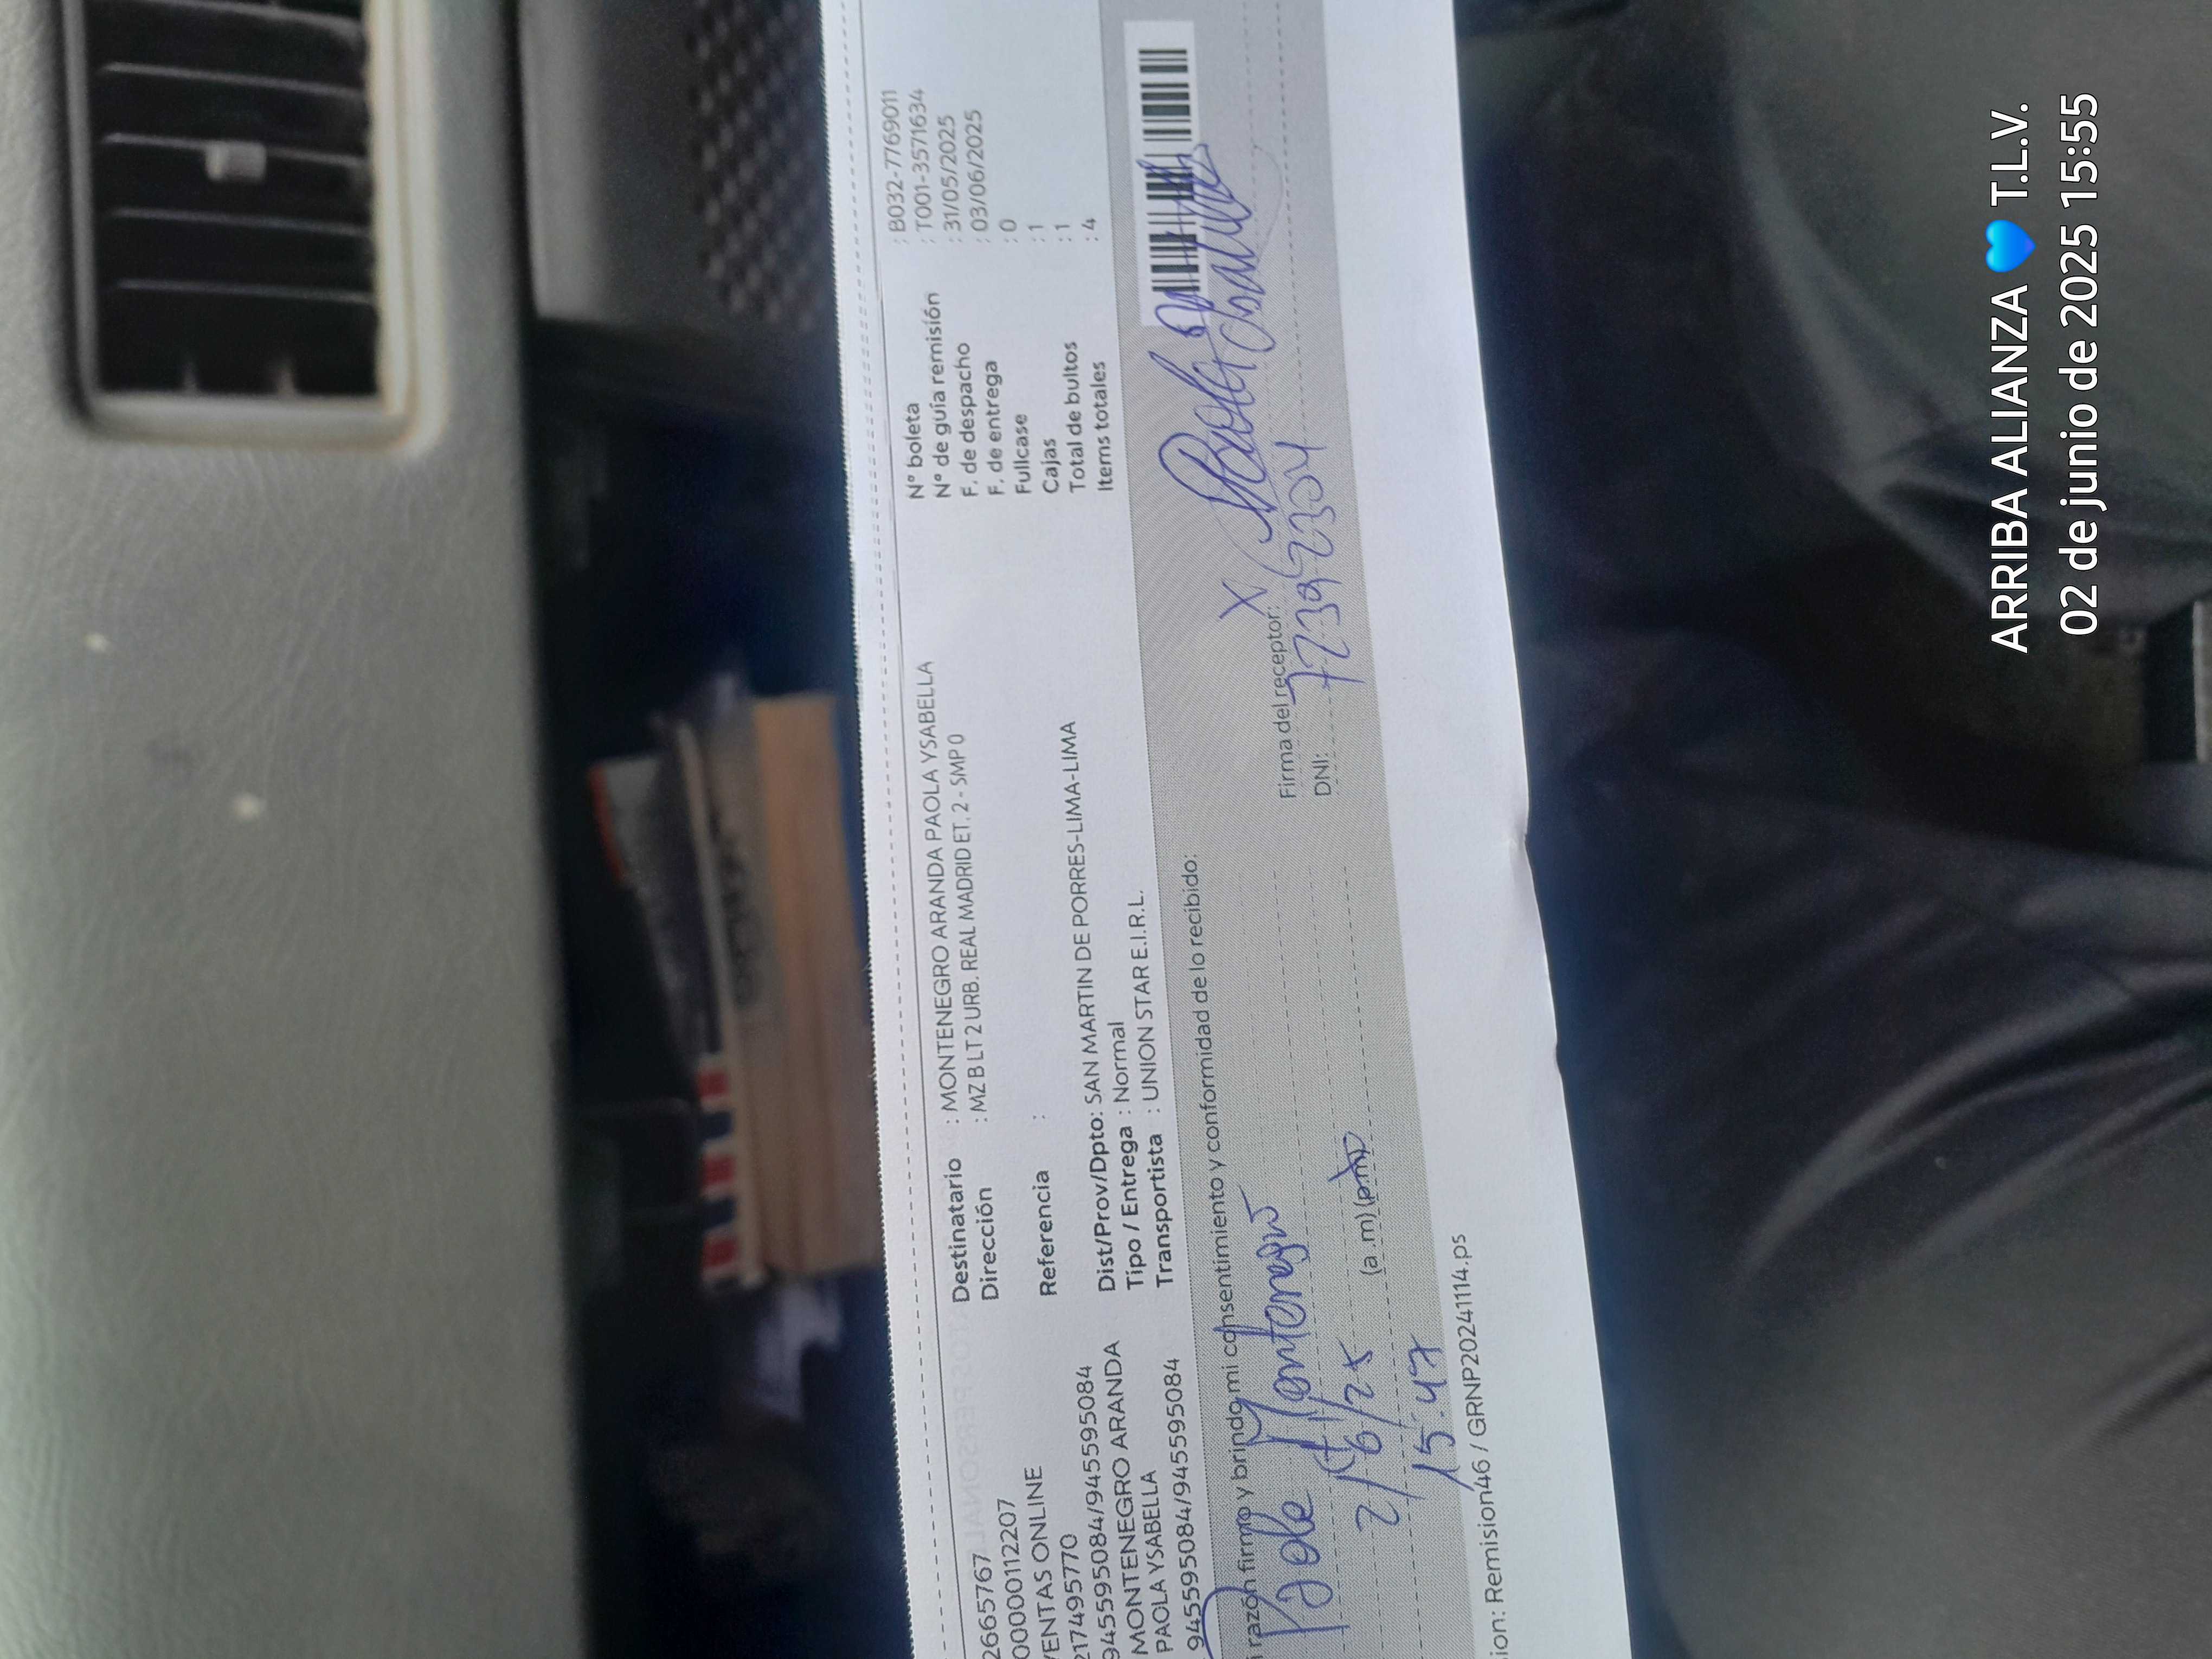 2665767
00000112207
VENTAS ONLINE
217495770
945595084/945595084
MONTENEGRO ARANDA
PAOLA YSABELLA
945595084/945595084
Destinatario : MONTENEGRO ARANDA PAOLA YSABELLA
Dirección : MZ B LT 2 URB. REAL MADRID ET. 2 - SMP 0
Referencia :
Dist/Prov/Dpto: SAN MARTIN DE PORRES-LIMA-LIMA
Tipo / Entrega : Normal
Transportista : UNION STAR E.I.R.L.
N° boleta : B032-7769011
N° de guía remisión : T001-3571634
F. de despacho : 31/05/2025
F. de entrega : 03/06/2025
Fullcase : 0
Cajas : 1
Total de bultos : 1
Items totales : 4
razón firmo y brindo mi consentimiento y conformidad de lo recibido:
Montenegro
2/6/25
15:47 (a.m)(pm)
Firma del receptor: X
DNI:
ion: Remision46 / GRNP20241114.ps
ARRIBA ALIANZA 💙 T.L.V.
02 de junio de 2025 15:55